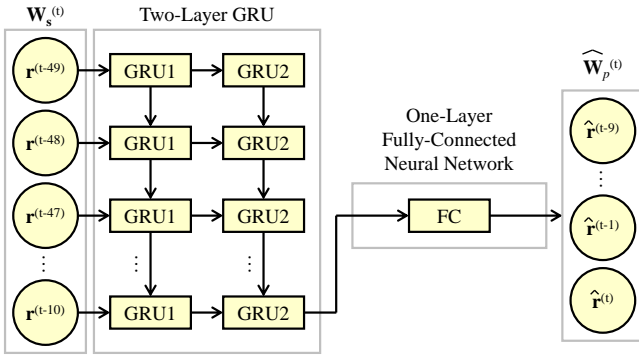 W_s^(t)
Two-Layer GRU
r^(t-49) GRU1 GRU2
r^(t-48) GRU1 GRU2
r^(t-47) GRU1 GRU2
⋮ ⋮ ⋮
r^(t-10) GRU1 GRU2
One-Layer
Fully-Connected
Neural Network
FC
Ŵ_p^(t)
r̂^(t-9)
⋮
r̂^(t-1)
r̂^(t)